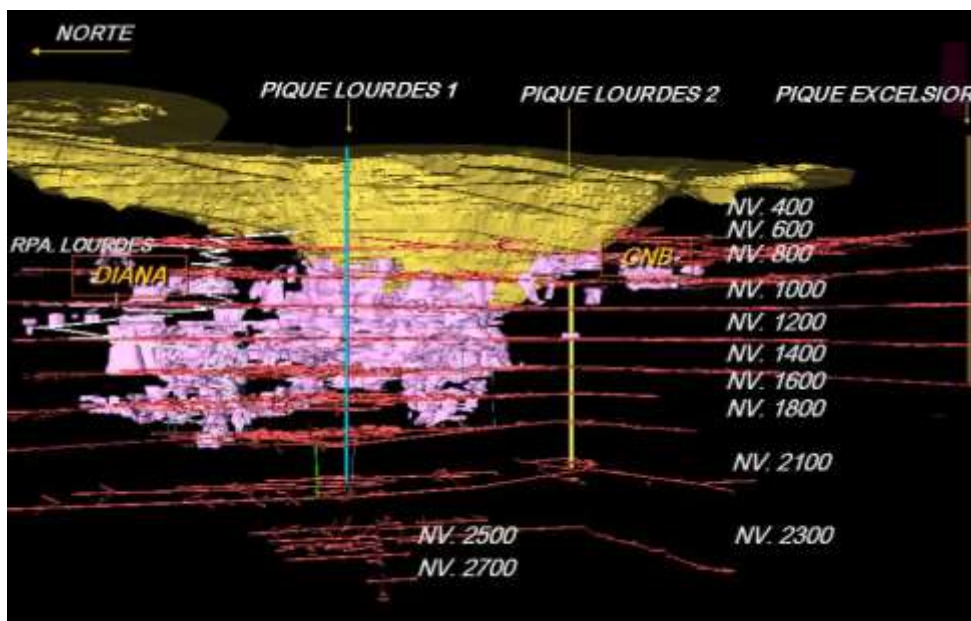 NORTE
PIQUE LOURDES 1
PIQUE LOURDES 2
PIQUE EXCELSIOR
NV. 400
NV. 600
RPA. LOURDES
NV. 800
CNB
DIANA
NV. 1000
NV. 1200
NV. 1400
NV. 1600
NV. 1800
NV. 2100
NV. 2500
NV. 2300
NV. 2700